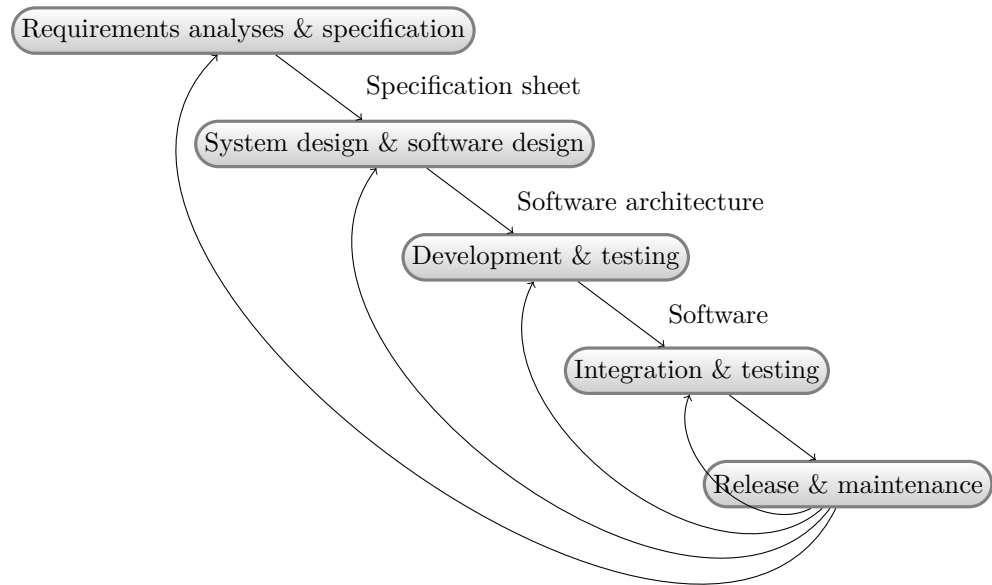 Requirements analyses & specification
Specification sheet
System design & software design
Software architecture
Development & testing
Software
Integration & testing
Release & maintenance